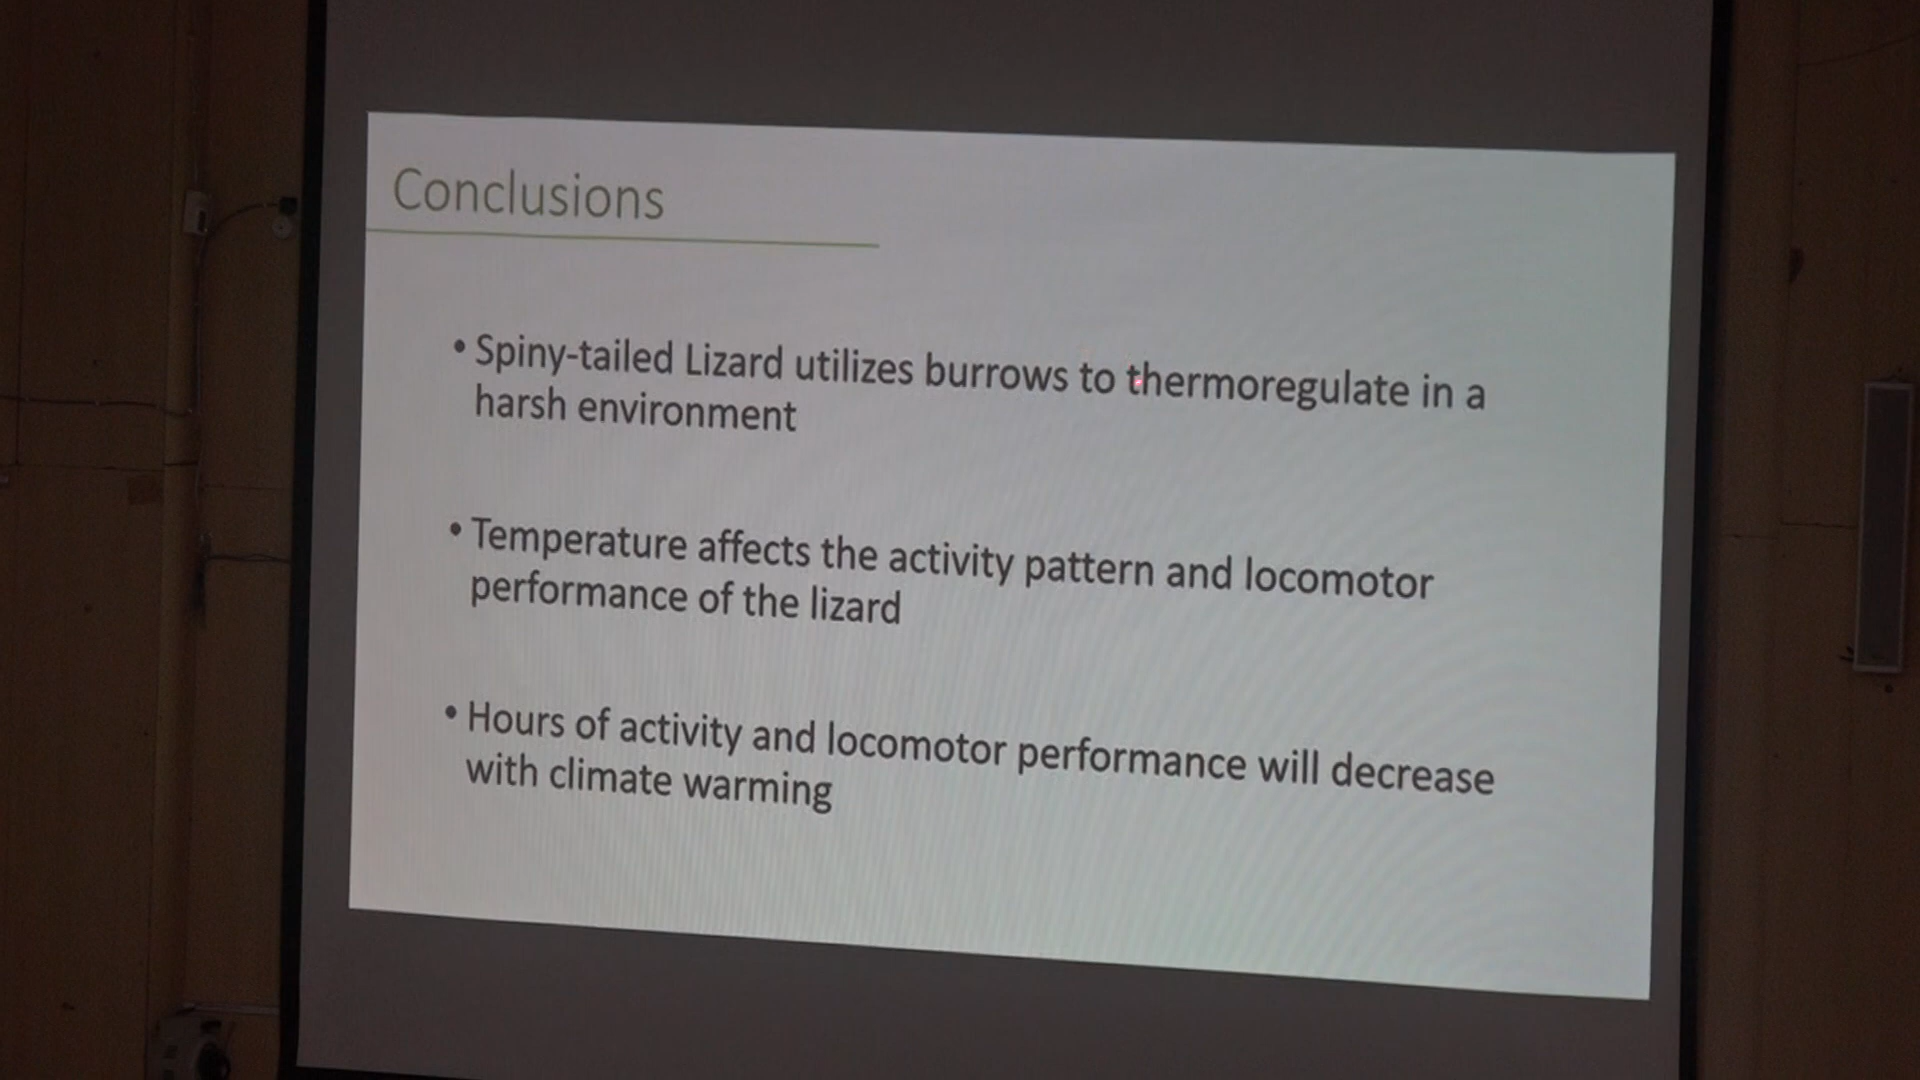 Conclusions
• Spiny-tailed Lizard utilizes burrows to thermoregulate in a
harsh environment
• Temperature affects the activity pattern and locomotor
performance of the lizard
• Hours of activity and locomotor performance will decrease
with climate warming